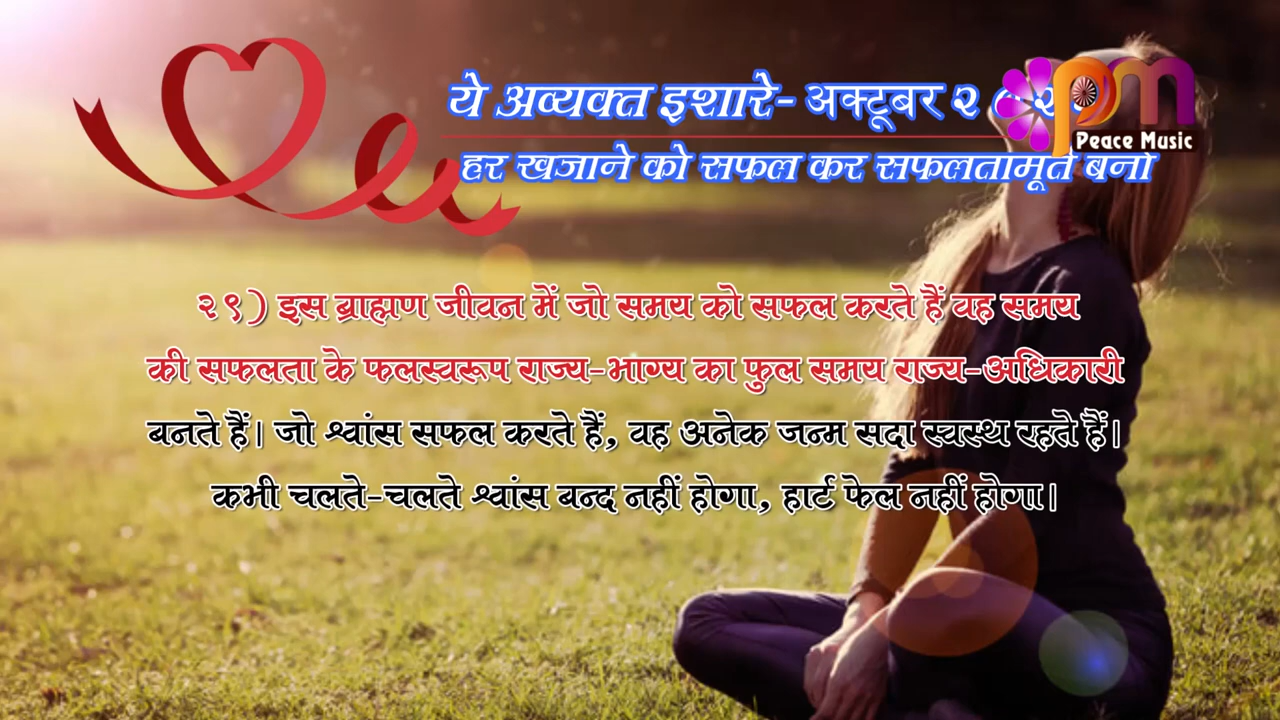 ये अव्यक्त इशारे- अक्टूबर २
pm
Peace Music
हर खजाने को सफल कर सफलतामूर्त बनो
२९) इस ब्राह्मण जीवन में जो समय को सफल करते हैं वह समय
की सफलता के फलस्वरूप राज्य-भाग्य का फुल समय राज्य-अधिकारी
बनते हैं। जो श्वांस सफल करते हैं, वह अनेक जन्म सदा स्वस्थ रहते हैं।
कभी चलते-चलते श्वांस बन्द नहीं होगा, हार्ट फेल नहीं होगा।